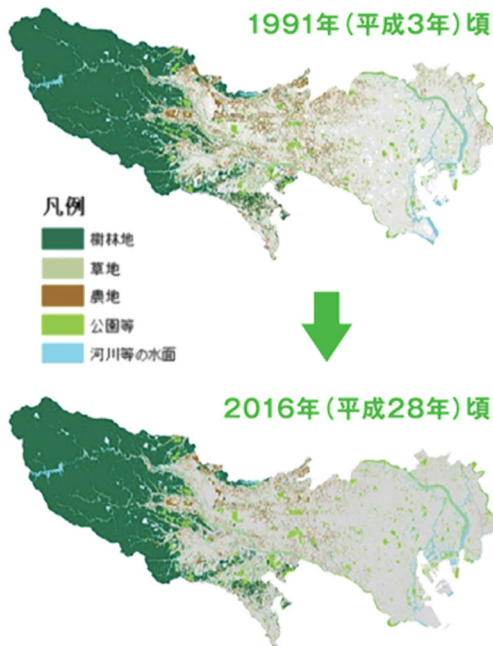 1991年(平成3年)頃
凡例
樹林地
草地
農地
公園等
河川等の水面
2016年(平成28年)頃